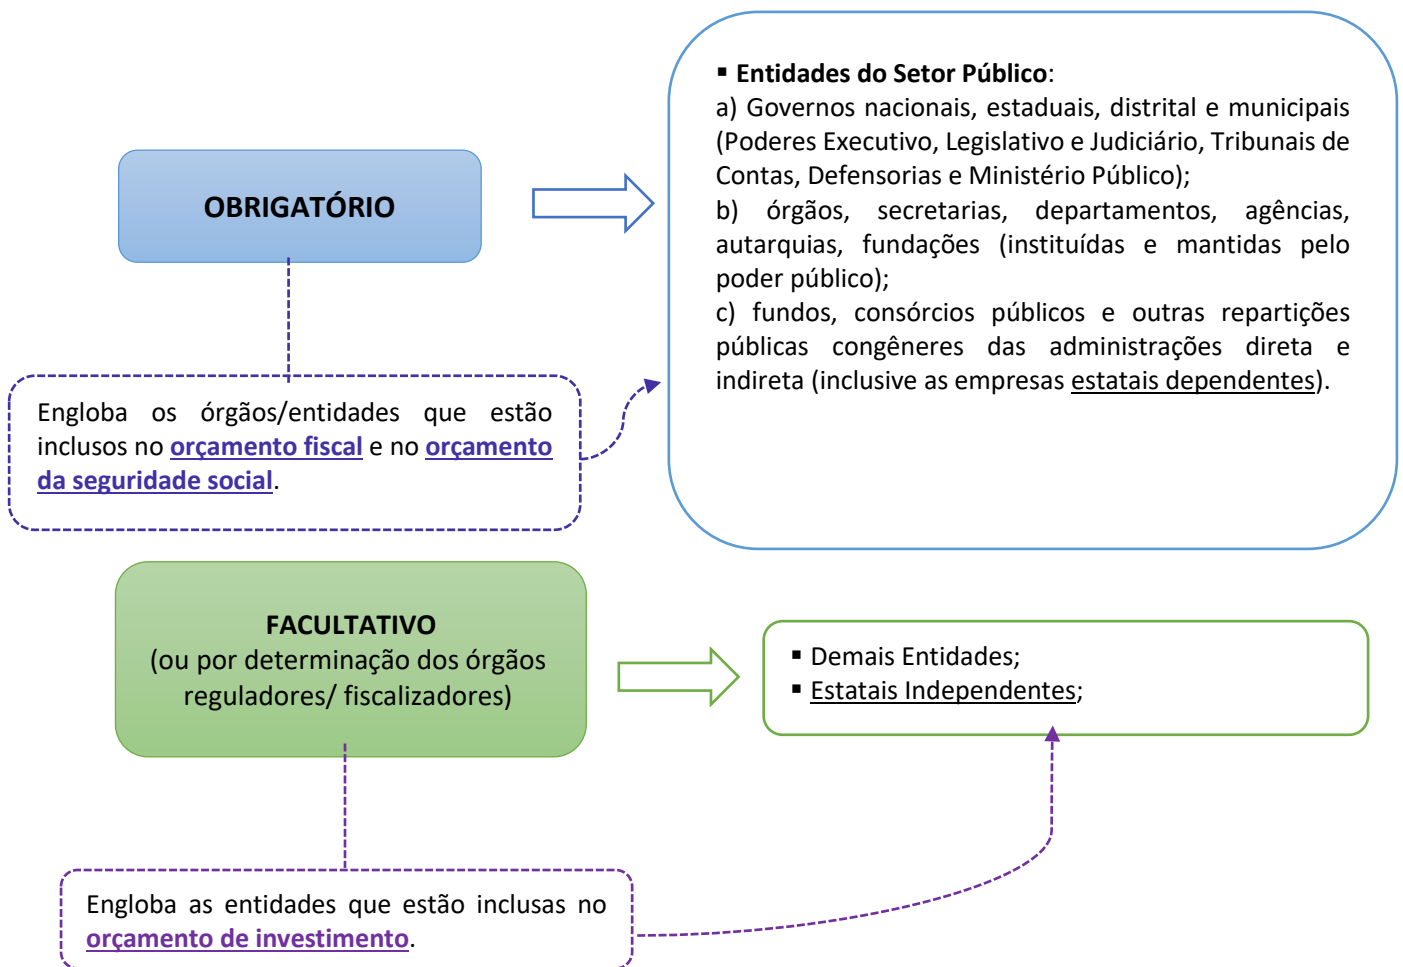 OBRIGATÓRIO
▪ Entidades do Setor Público:
a) Governos nacionais, estaduais, distrital e municipais
(Poderes Executivo, Legislativo e Judiciário, Tribunais de
Contas, Defensorias e Ministério Público);
b) órgãos, secretarias, departamentos, agências,
autarquias, fundações (instituídas e mantidas pelo
poder público);
c) fundos, consórcios públicos e outras repartições
públicas congêneres das administrações direta e
indireta (inclusive as empresas estatais dependentes).
Engloba os órgãos/entidades que estão
inclusos no orçamento fiscal e no orçamento
da seguridade social.
FACULTATIVO
(ou por determinação dos órgãos
reguladores/ fiscalizadores)
▪ Demais Entidades;
▪ Estatais Independentes;
Engloba as entidades que estão inclusas no
orçamento de investimento.